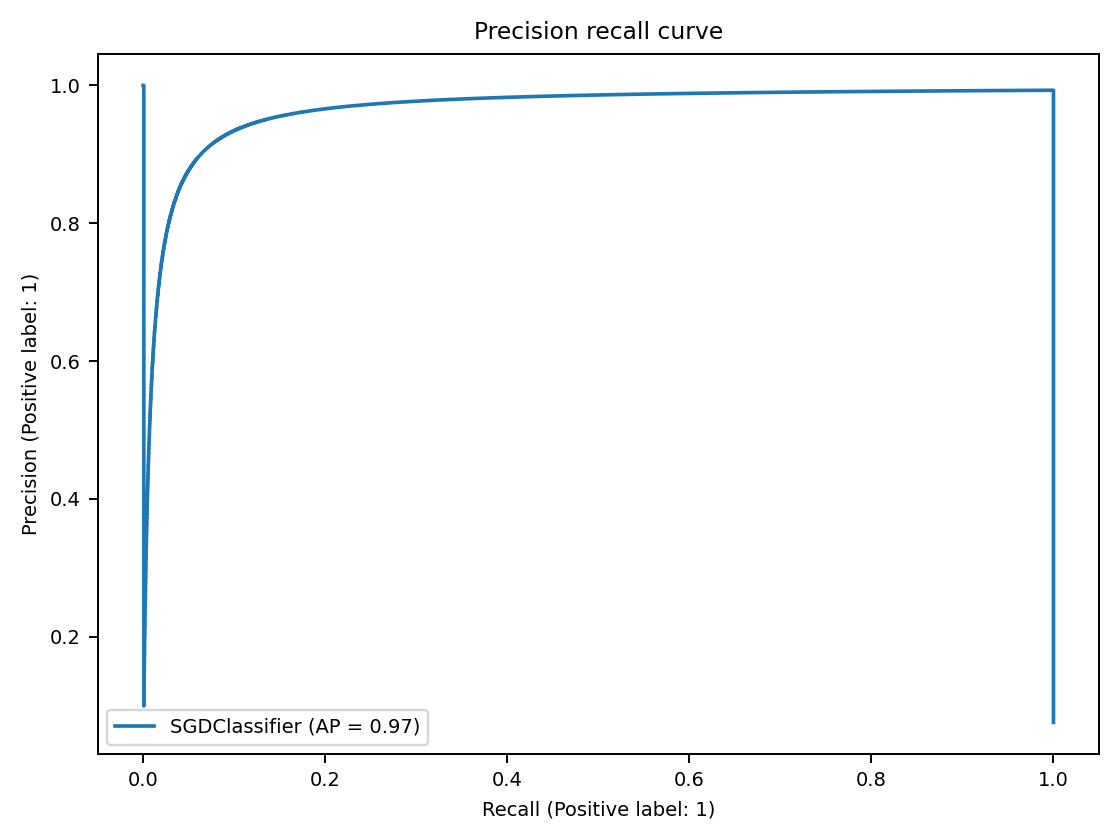 Precision recall curve
1.0
0.8
0.6
0.4
0.2
Precision (Positive label: 1)
SGDClassifier (AP = 0.97)
0.0 0.2 0.4 0.6 0.8 1.0
Recall (Positive label: 1)